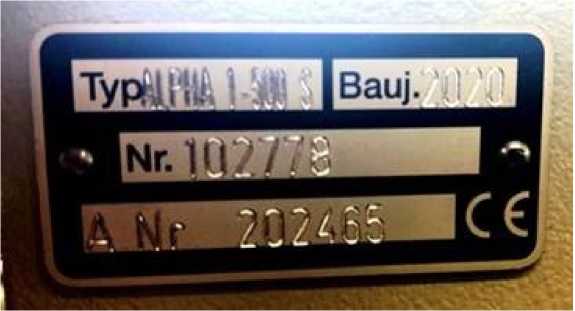 Typ ALPHA 1-300 S Bauj. 2020
Nr. 102778
A Nr 202465 CE